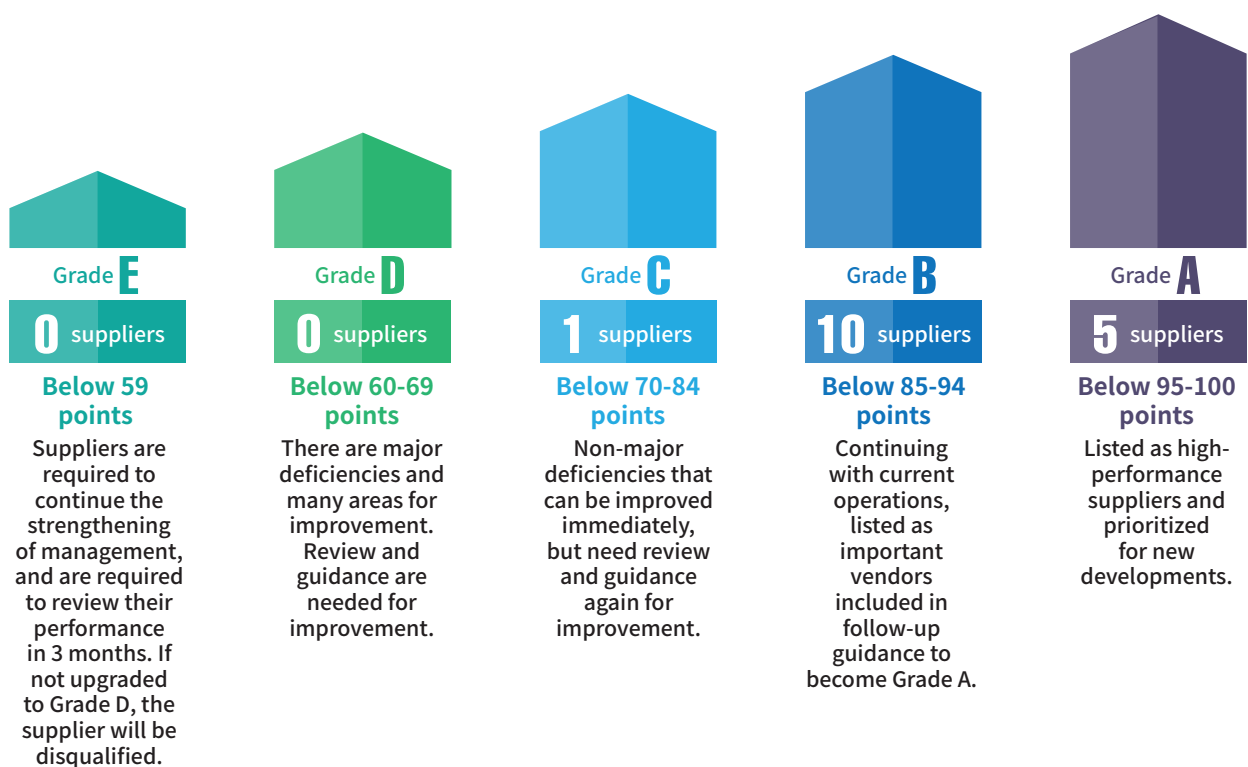 Grade E
0 suppliers
Below 59
points
Suppliers are
required to
continue the
strengthening
of management,
and are required
to review their
performance
in 3 months. If
not upgraded
to Grade D, the
supplier will be
disqualified.
Grade D
0 suppliers
Below 60-69
points
There are major
deficiencies and
many areas for
improvement.
Review and
guidance are
needed for
improvement.
Grade C
1 suppliers
Below 70-84
points
Non-major
deficiencies that
can be improved
immediately,
but need review
and guidance
again for
improvement.
Grade B
10 suppliers
Below 85-94
points
Continuing
with current
operations,
listed as
important
vendors
included in
follow-up
guidance to
become Grade A.
Grade A
5 suppliers
Below 95-100
points
Listed as high-
performance
suppliers and
prioritized
for new
developments.